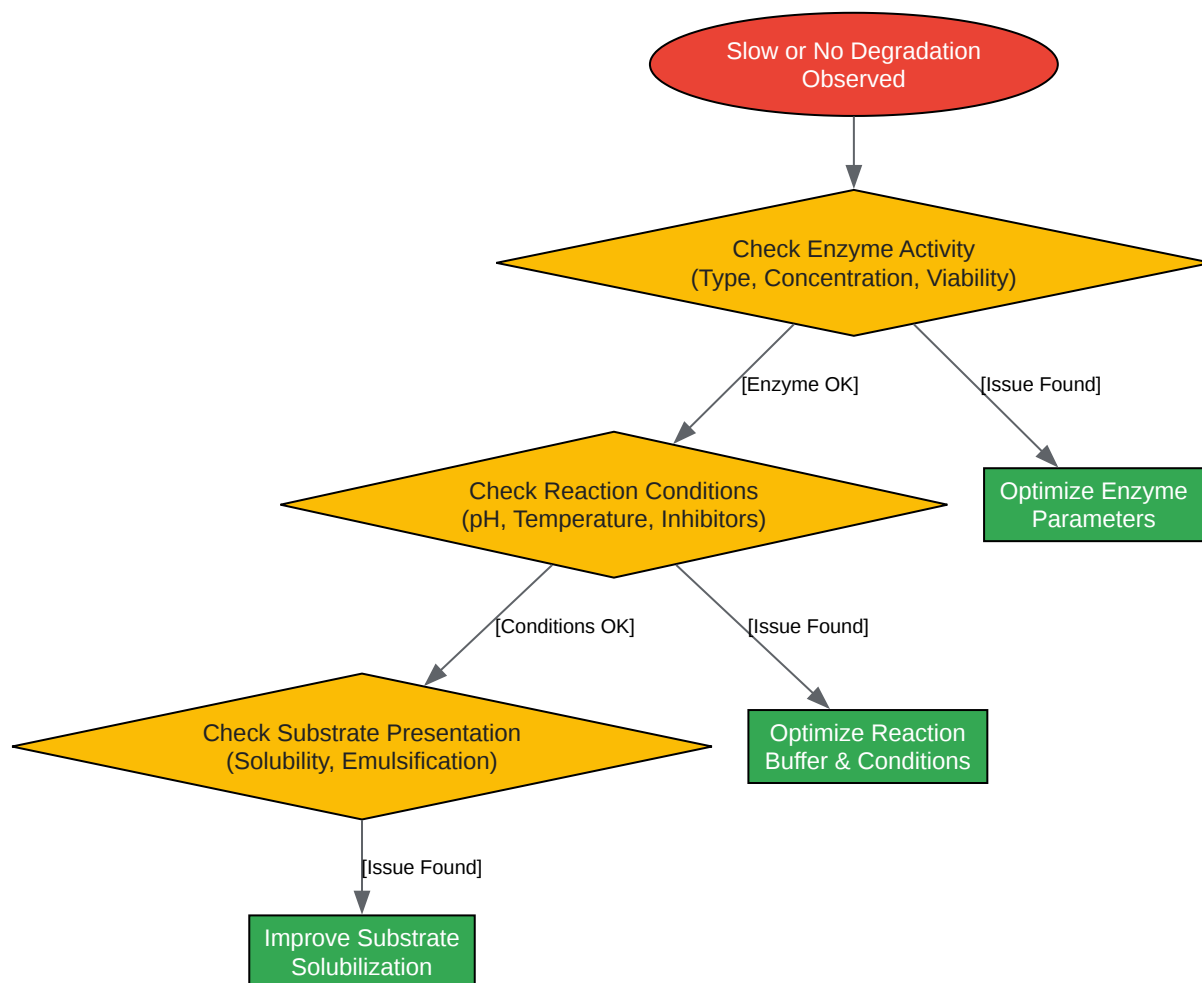 Slow or No Degradation
Observed
Check Enzyme Activity
(Type, Concentration, Viability)
[Enzyme OK]
[Issue Found]
Check Reaction Conditions
(pH, Temperature, Inhibitors)
Optimize Enzyme
Parameters
[Conditions OK]
[Issue Found]
Check Substrate Presentation
(Solubility, Emulsification)
Optimize Reaction
Buffer & Conditions
[Issue Found]
Improve Substrate
Solubilization